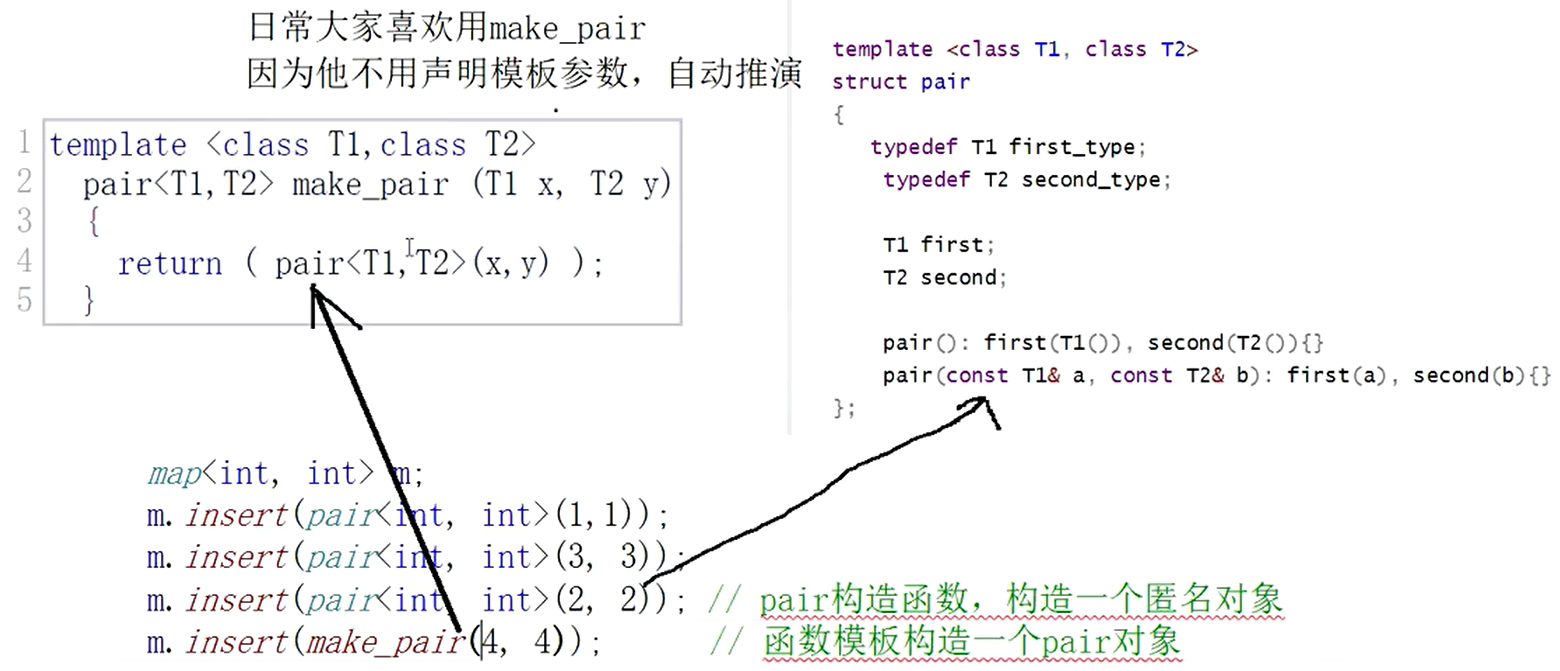 日常大家喜欢用make_pair
因为他不用声明模板参数，自动推演
1 template <class T1,class T2>
2 pair<T1,T2> make_pair (T1 x, T2 y)
3 {
4 return ( pair<T1,T2>(x,y) );
5 }
template <class T1, class T2>
struct pair
{
typedef T1 first_type;
typedef T2 second_type;
T1 first;
T2 second;
pair(): first(T1()), second(T2()){}
pair(const T1& a, const T2& b): first(a), second(b){}
};
map<int, int> m;
m.insert(pair<int, int>(1,1));
m.insert(pair<int, int>(3, 3));
m.insert(pair<int, int>(2, 2)); // pair构造函数，构造一个匿名对象
m.insert(make_pair(4, 4)); // 函数模板构造一个pair对象